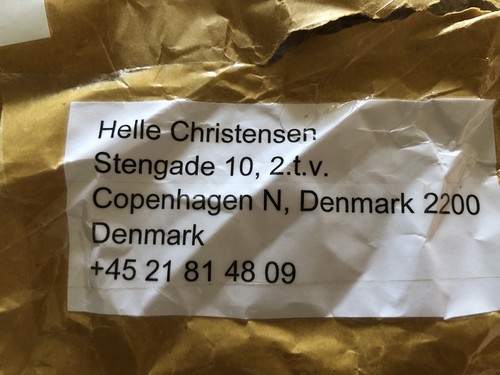 Helle Christensen
Stengade 10, 2.t.v.
Copenhagen N, Denmark 2200
Denmark
+45 21 81 48 09